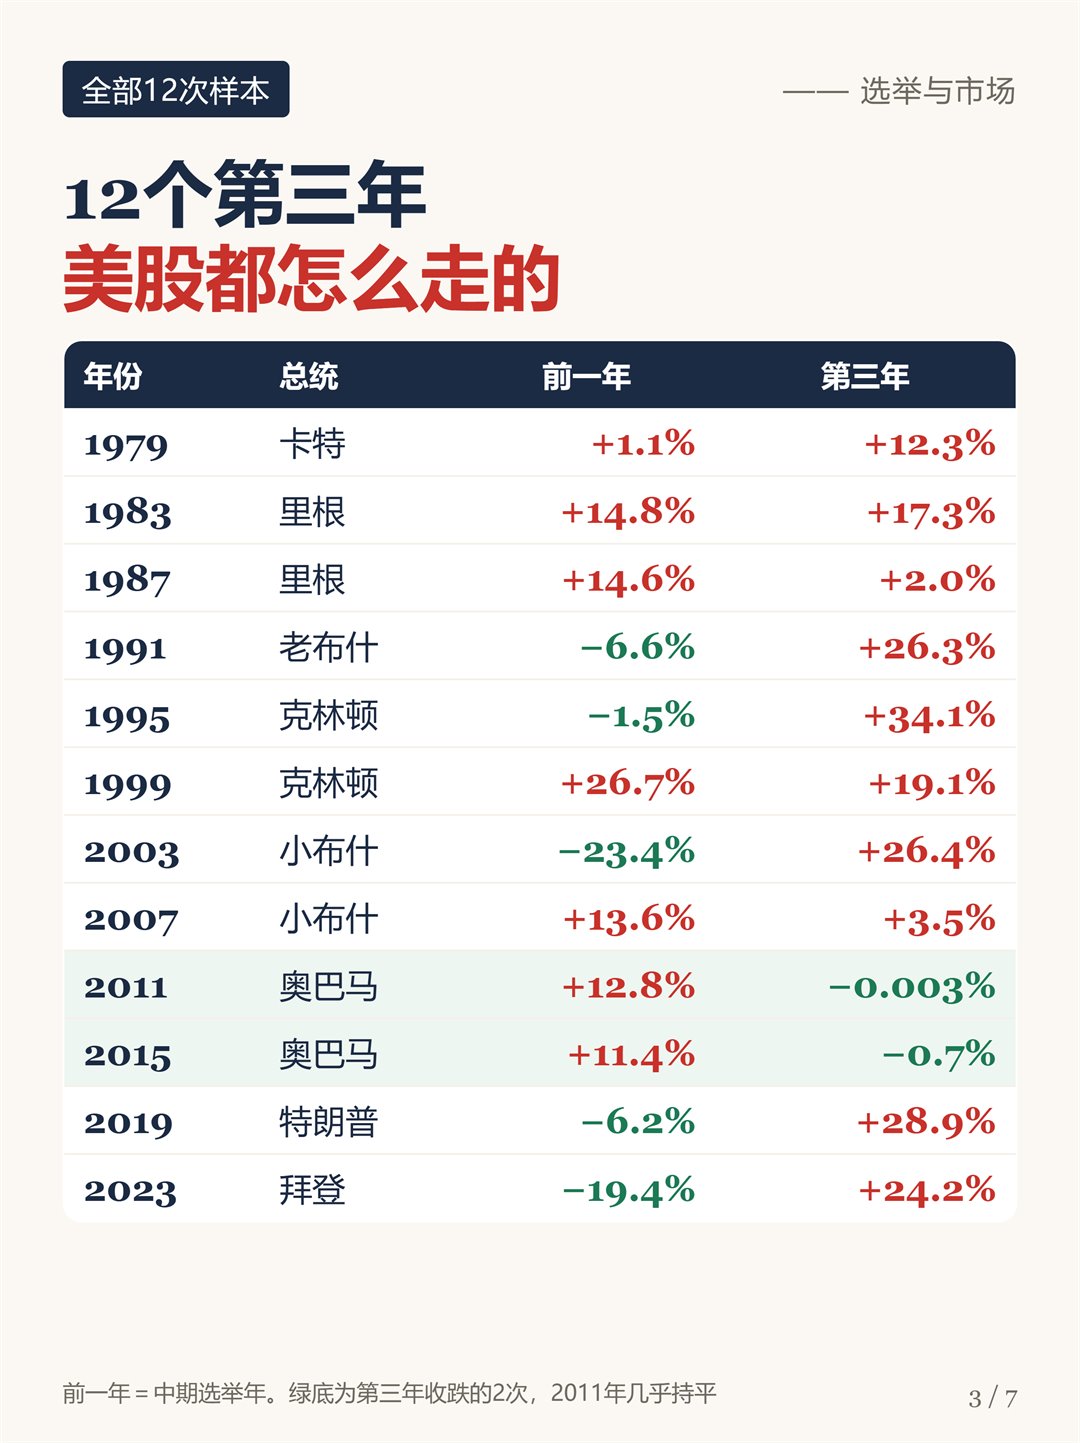 全部12次样本
—— 选举与市场
12个第三年
美股都怎么走的
年份 总统 前一年 第三年
1979 卡特 +1.1% +12.3%
1983 里根 +14.8% +17.3%
1987 里根 +14.6% +2.0%
1991 老布什 −6.6% +26.3%
1995 克林顿 −1.5% +34.1%
1999 克林顿 +26.7% +19.1%
2003 小布什 −23.4% +26.4%
2007 小布什 +13.6% +3.5%
2011 奥巴马 +12.8% −0.003%
2015 奥巴马 +11.4% −0.7%
2019 特朗普 −6.2% +28.9%
2023 拜登 −19.4% +24.2%
前一年＝中期选举年。绿底为第三年收跌的2次，2011年几乎持平
3 / 7